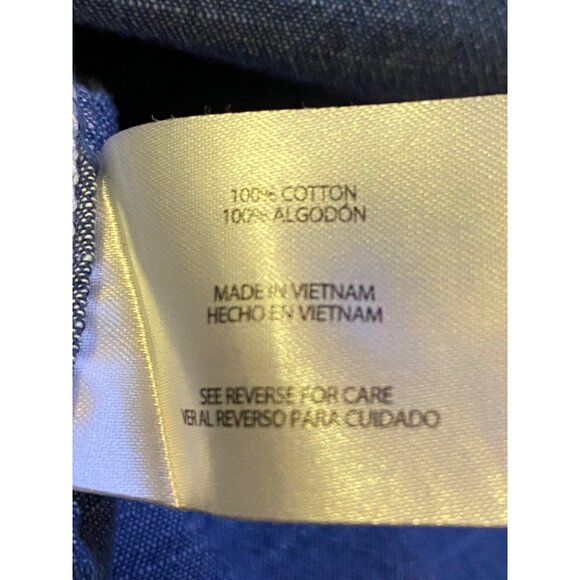 100% COTTON
100% ALGODÓN
MADE IN VIETNAM
HECHO EN VIETNAM
SEE REVERSE FOR CARE
VER AL REVERSO PARA CUIDADO